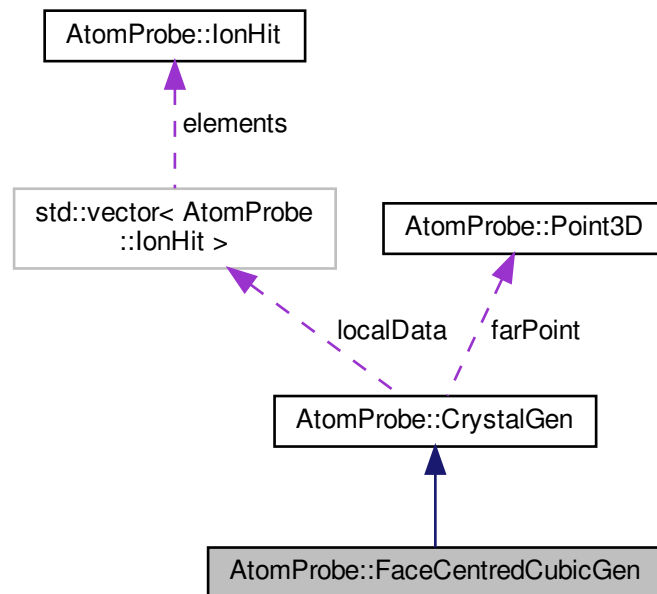 AtomProbe::IonHit
elements
std::vector< AtomProbe
::IonHit >
AtomProbe::Point3D
localData
farPoint
AtomProbe::CrystalGen
AtomProbe::FaceCentredCubicGen